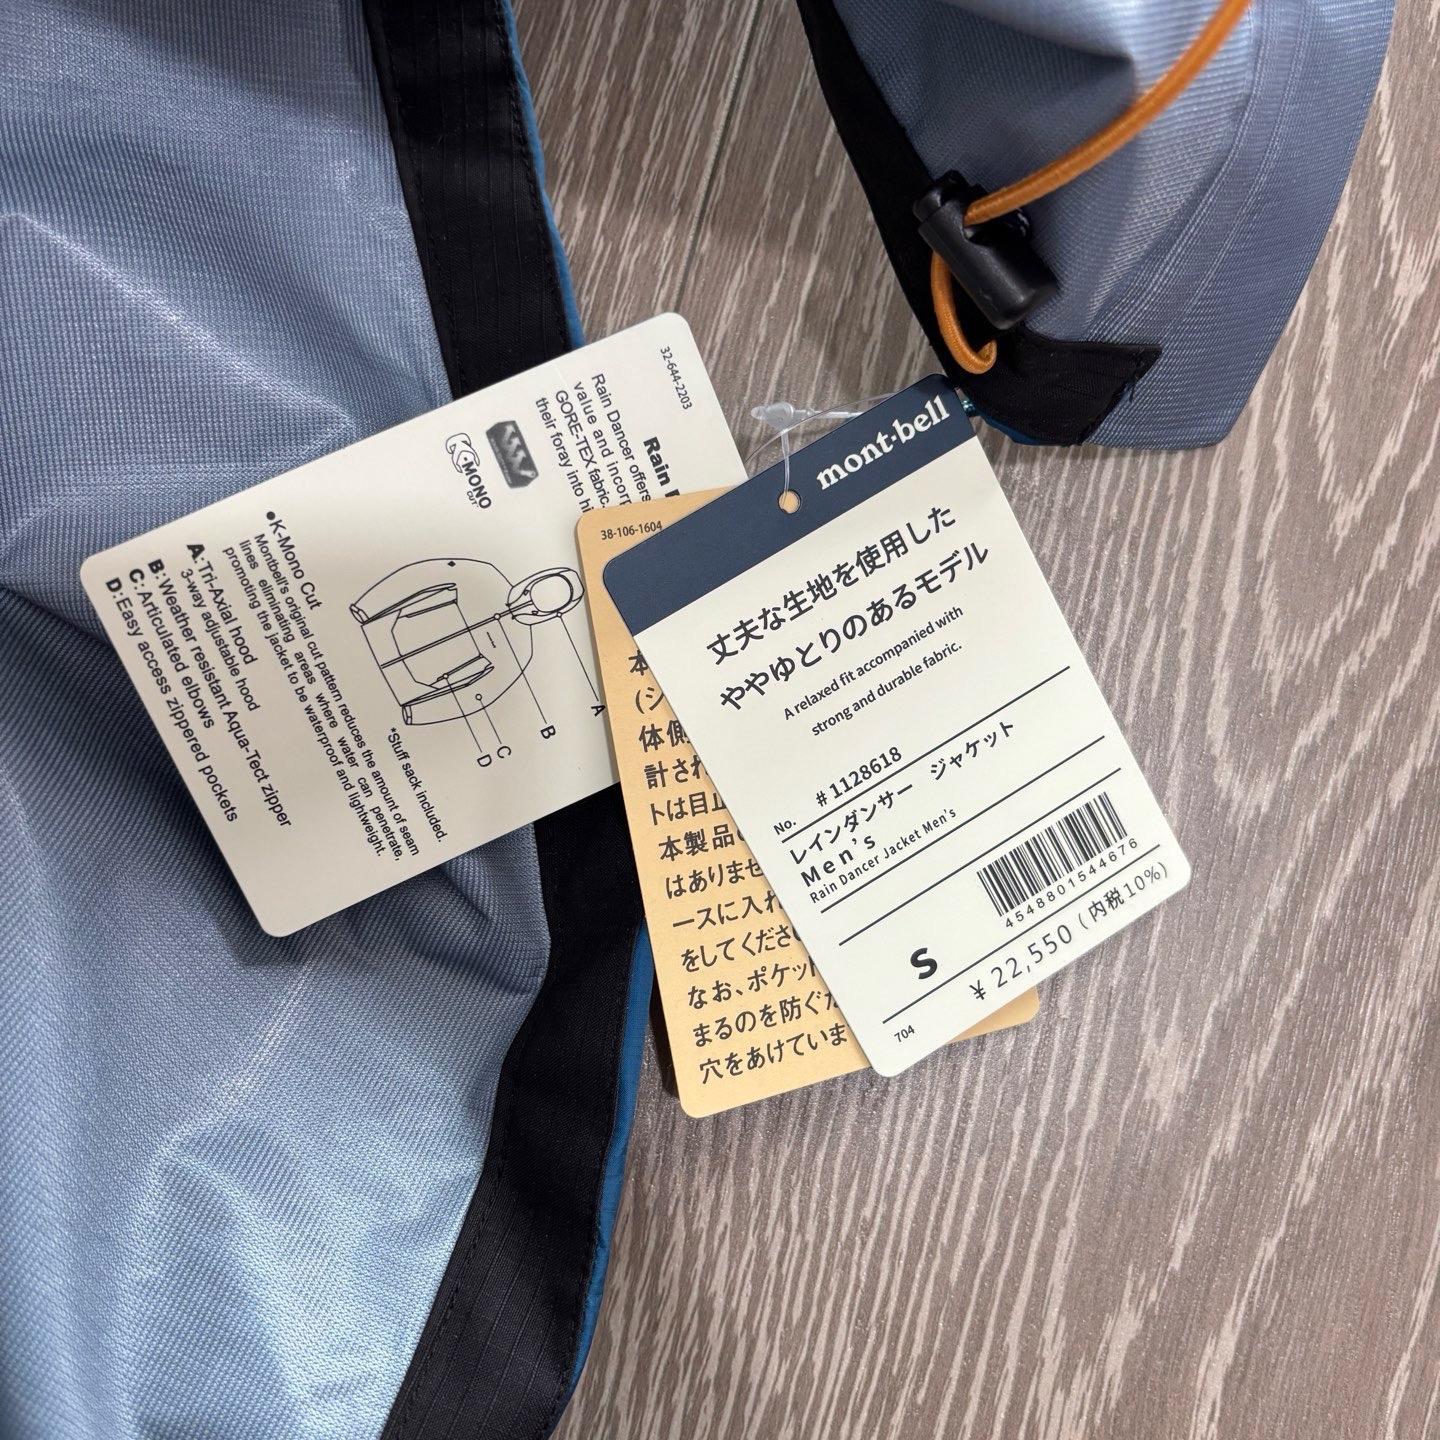 mont-bell
丈夫な生地を使用した
ややゆとりのあるモデル
A relaxed fit accompanied with
strong and durable fabric.
No. #1128618
レインダンサー ジャケット
Men's
Rain Dancer Jacket Men's
4548801544676
S
¥ 22,550 (内税10%)
704
38-106-1604
本
(シ
体側
計され
トは目止
本製品の
はありませ
ースに入れ
をしてくださ
なお、ポケット
まるのを防ぐた
穴をあけていま
32-644-2203
Rain
Rain Dancer offers
value and incorp
GORE-TEX fabric.
their foray into hi
K-MONO
CUT
A
B
C
D
*Stuff sack included.
●K-Mono Cut
Montbell's original cut pattern reduces the amount of seam
lines eliminating areas where water can penetrate,
promoting the jacket to be waterproof and lightweight.
A:Tri-Axial hood
3-way adjustable hood
B:Weather resistant Aqua-Tect zipper
C:Articulated elbows
D:Easy access zippered pockets